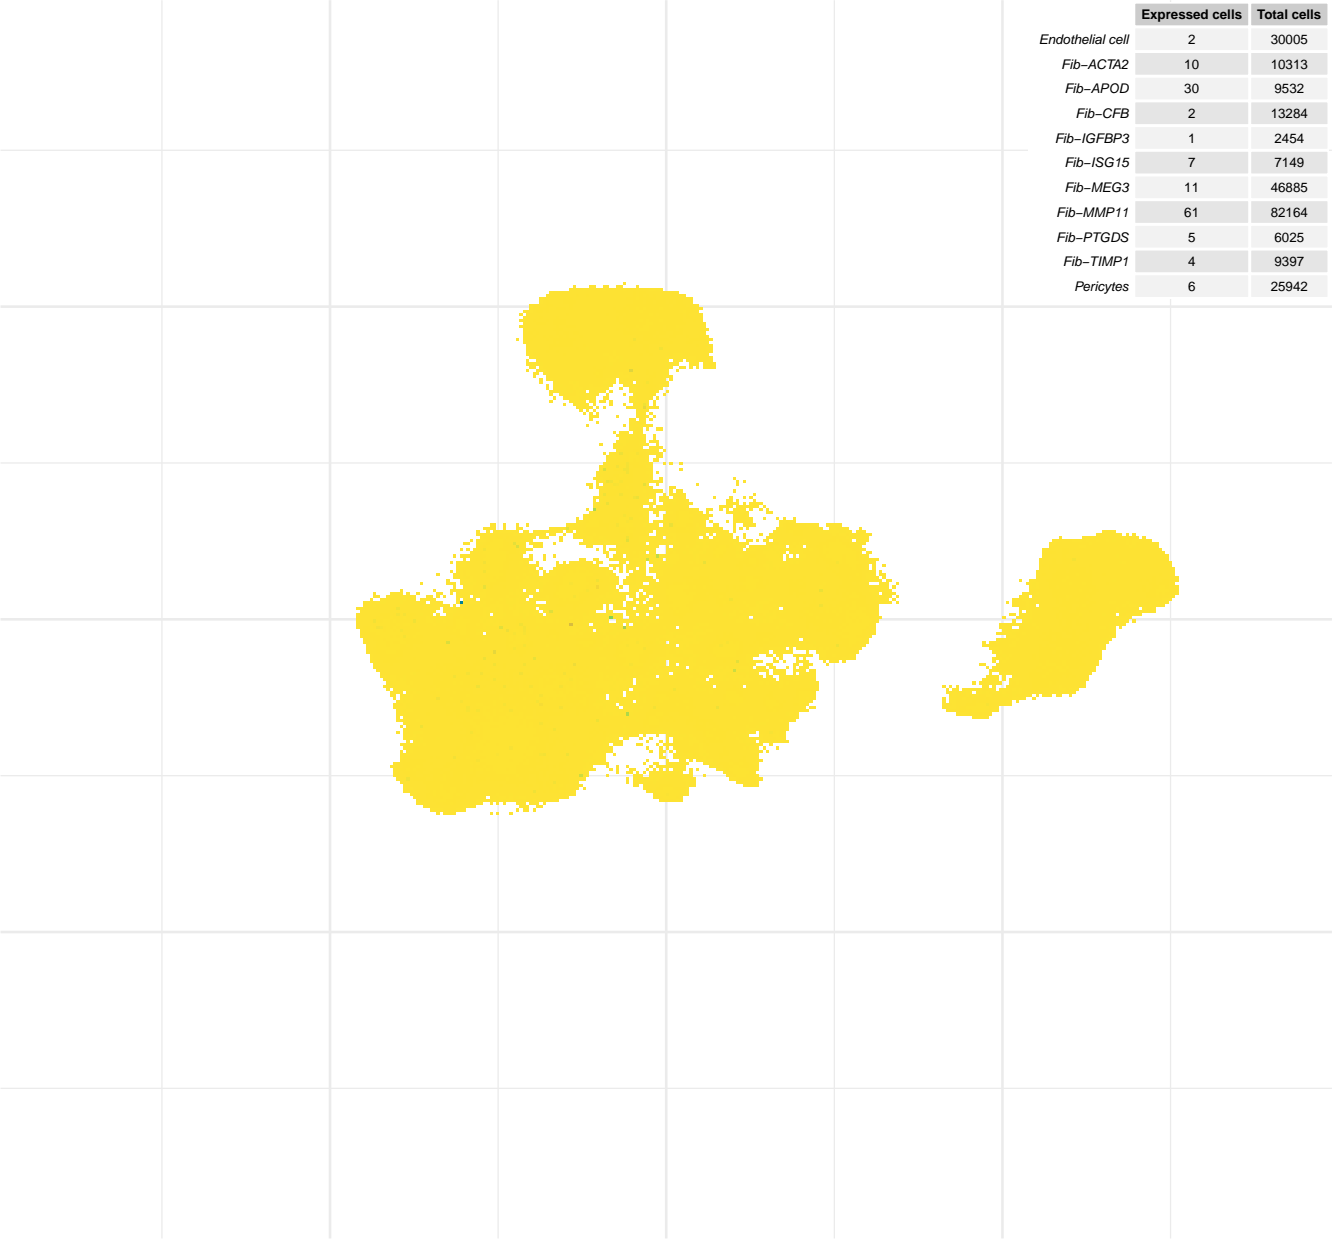 Expressed cells Total cells
Endothelial cell 2 30005
Fib−ACTA2 10 10313
Fib−APOD 30 9532
Fib−CFB 2 13284
Fib−IGFBP3 1 2454
Fib−ISG15 7 7149
Fib−MEG3 11 46885
Fib−MMP11 61 82164
Fib−PTGDS 5 6025
Fib−TIMP1 4 9397
Pericytes 6 25942